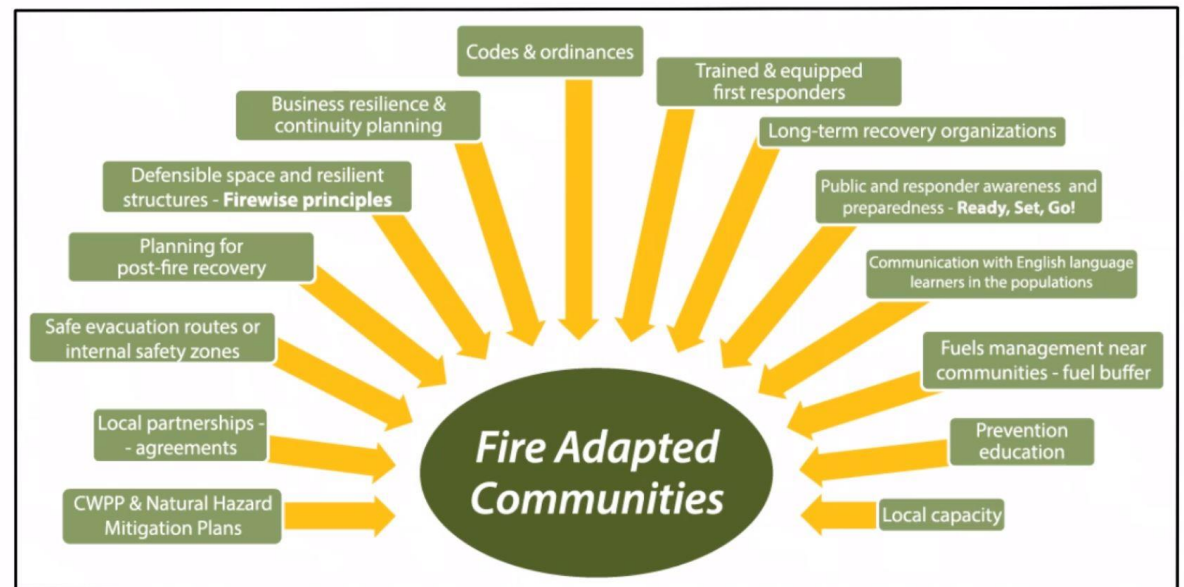 Codes & ordinances
Trained & equipped
first responders
Business resilience &
continuity planning
Long-term recovery organizations
Defensible space and resilient
structures - Firewise principles
Public and responder awareness and
preparedness - Ready, Set, Go!
Planning for
post-fire recovery
Communication with English language
learners in the populations
Safe evacuation routes or
internal safety zones
Fuels management near
communities - fuel buffer
Local partnerships -
- agreements
Prevention
education
CWPP & Natural Hazard
Mitigation Plans
Local capacity
Fire Adapted
Communities